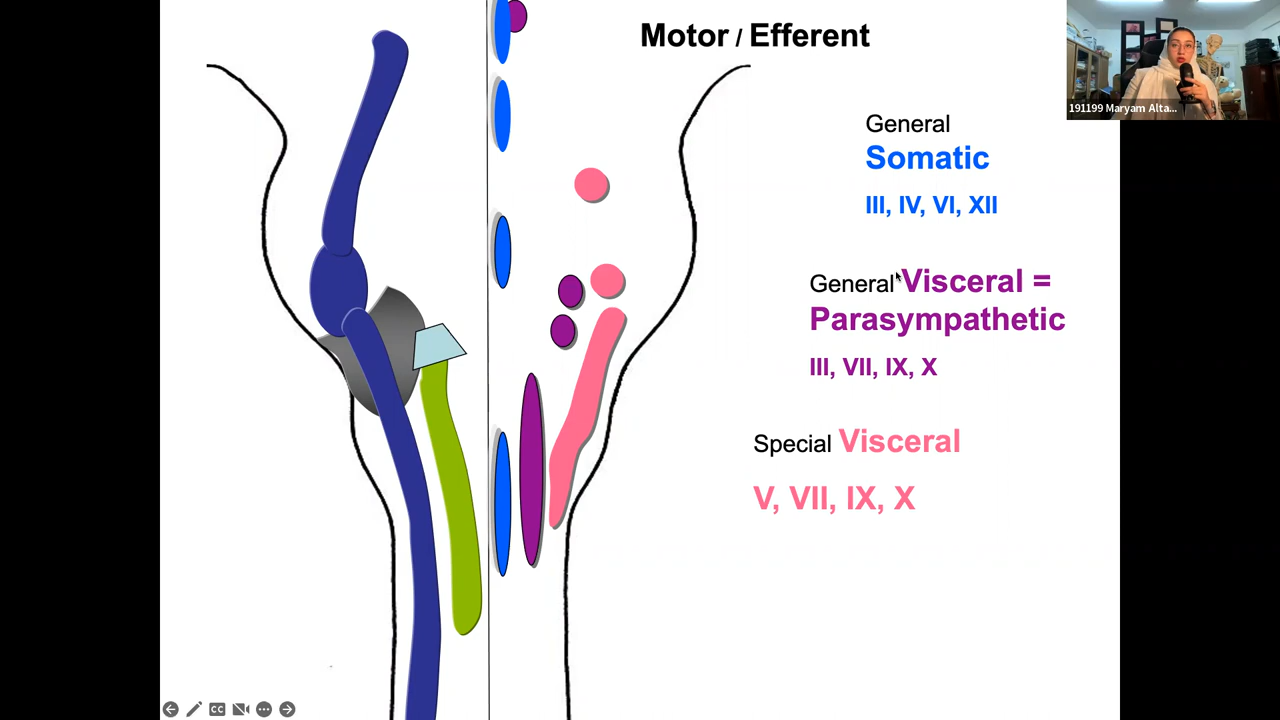 Motor / Efferent
191199 Maryam Alta...
General
Somatic
III, IV, VI, XII
General Visceral =
Parasympathetic
III, VII, IX, X
Special Visceral
V, VII, IX, X
CC